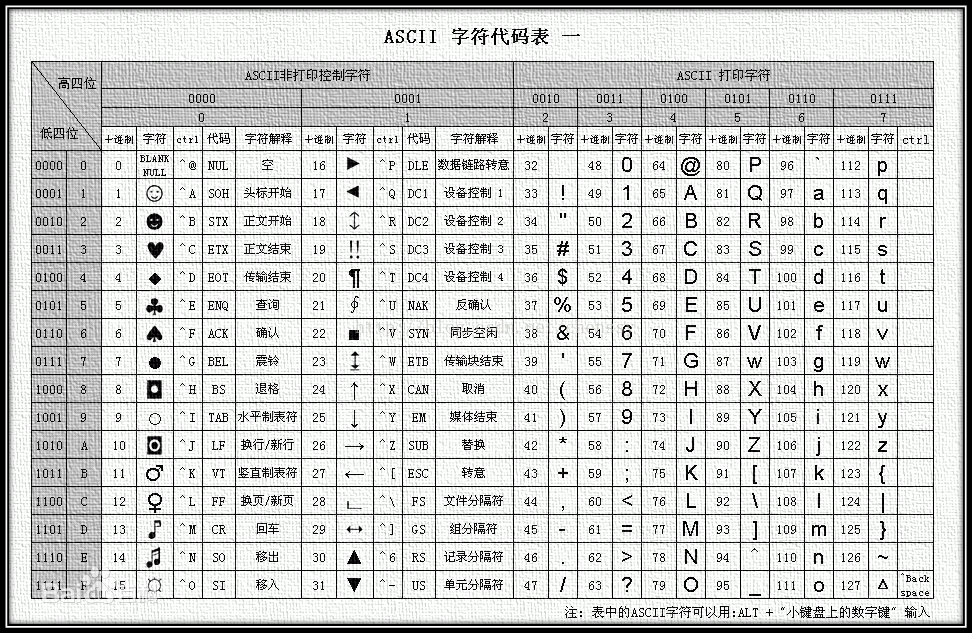 ASCII 字符代码表 一
高四位 ASCII非打印控制字符 ASCII 打印字符
0000 0001 0010 0011 0100 0101 0110 0111
低四位 0 1 2 3 4 5 6 7
十进制 字符 ctrl 代码 字符解释 十进制 字符 ctrl 代码 字符解释 十进制 字符 十进制 字符 十进制 字符 十进制 字符 十进制 字符 十进制 字符 ctrl
0000 0 0 BLANK NULL ^@ NUL 空 16 ► ^P DLE 数据链路转意 32 48 0 64 @ 80 P 96 ` 112 p
0001 1 1 ☺ ^A SOH 头标开始 17 ◄ ^Q DC1 设备控制 1 33 ! 49 1 65 A 81 Q 97 a 113 q
0010 2 2 ☻ ^B STX 正文开始 18 ↕ ^R DC2 设备控制 2 34 " 50 2 66 B 82 R 98 b 114 r
0011 3 3 ♥ ^C ETX 正文结束 19 ‼ ^S DC3 设备控制 3 35 # 51 3 67 C 83 S 99 c 115 s
0100 4 4 ♦ ^D EOT 传输结束 20 ¶ ^T DC4 设备控制 4 36 $ 52 4 68 D 84 T 100 d 116 t
0101 5 5 ♣ ^E ENQ 查询 21 ∮ ^U NAK 反确认 37 % 53 5 69 E 85 U 101 e 117 u
0110 6 6 ♠ ^F ACK 确认 22 ■ ^V SYN 同步空闲 38 & 54 6 70 F 86 V 102 f 118 v
0111 7 7 ● ^G BEL 震铃 23 ↨ ^W ETB 传输块结束 39 ' 55 7 71 G 87 w 103 g 119 w
1000 8 8 ◘ ^H BS 退格 24 ↑ ^X CAN 取消 40 ( 56 8 72 H 88 X 104 h 120 x
1001 9 9 ○ ^I TAB 水平制表符 25 ↓ ^Y EM 媒体结束 41 ) 57 9 73 I 89 Y 105 i 121 y
1010 A 10 ◙ ^J LF 换行/新行 26 → ^Z SUB 替换 42 * 58 : 74 J 90 Z 106 j 122 z
1011 B 11 ♂ ^K VT 竖直制表符 27 ← ^[ ESC 转意 43 + 59 ; 75 K 91 [ 107 k 123 {
1100 C 12 ♀ ^L FF 换页/新页 28 ∟ ^\ FS 文件分隔符 44 , 60 < 76 L 92 \ 108 l 124 |
1101 D 13 ♪ ^M CR 回车 29 ↔ ^] GS 组分隔符 45 - 61 = 77 M 93 ] 109 m 125 }
1110 E 14 ♫ ^N SO 移出 30 ▲ ^6 RS 记录分隔符 46 . 62 > 78 N 94 ^ 110 n 126 ~
1111 F 15 ☼ ^O SI 移入 31 ▼ ^- US 单元分隔符 47 / 63 ? 79 O 95 _ 111 o 127 Δ ^Back space
注: 表中的ASCII字符可以用:ALT + "小键盘上的数字键" 输入